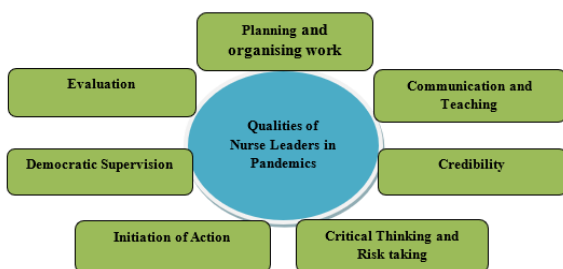 Planning and
organising work
Evaluation
Communication and
Teaching
Qualities of
Nurse Leaders in
Pandemics
Democratic Supervision
Credibility
Initiation of Action
Critical Thinking and
Risk taking